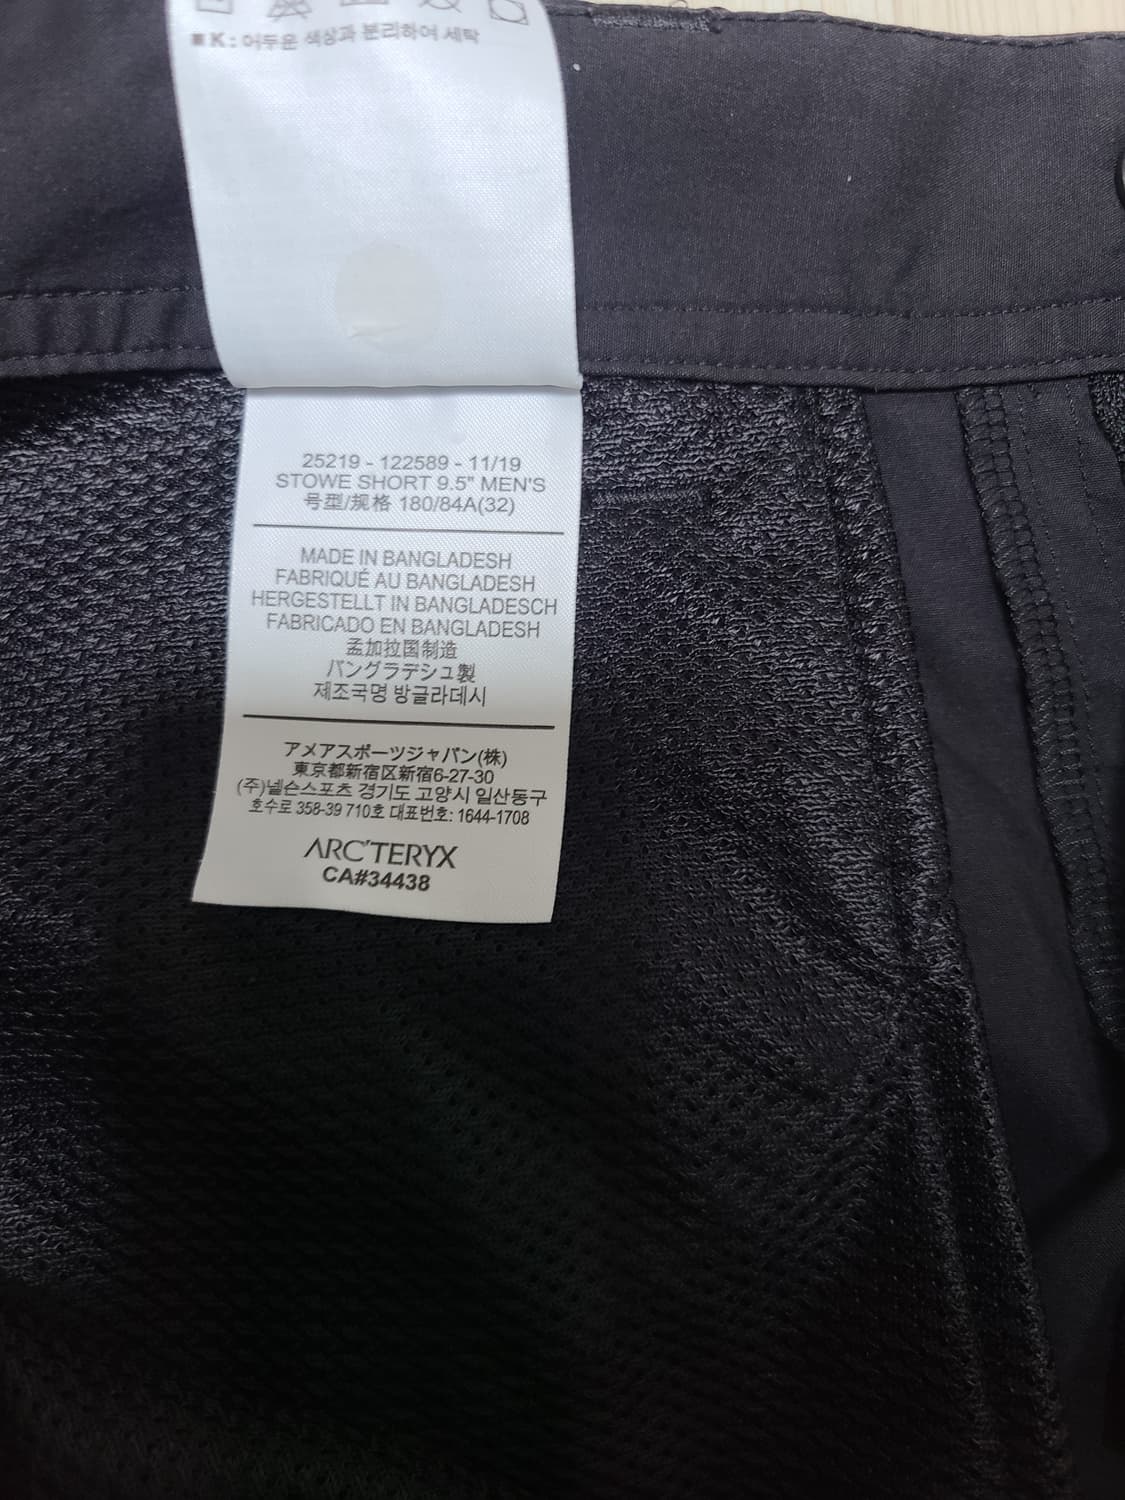 ■ K : 어두운 색상과 분리하여 세탁
25219 - 122589 - 11/19
STOWE SHORT 9.5" MEN'S
号型/规格 180/84A(32)
MADE IN BANGLADESH
FABRIQUÉ AU BANGLADESH
HERGESTELLT IN BANGLADESCH
FABRICADO EN BANGLADESH
孟加拉国制造
バングラデシュ製
제조국명 방글라데시
アメアスポーツジャパン(株)
東京都新宿区新宿6-27-30
(주)넬슨스포츠 경기도 고양시 일산동구
호수로 358-39 710호 대표번호: 1644-1708
ARC'TERYX
CA#34438